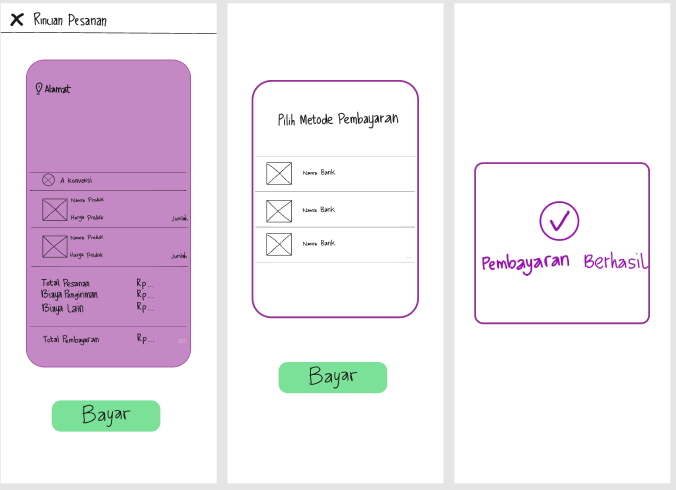 Rincian Pesanan
Alamat
A Konveksi
Nama Produk
Harga Produk
Jumlah
Nama Produk
Harga Produk
Jumlah
Total Pesanan Rp...
Biaya Pengiriman Rp...
Biaya Lain Rp...
Total Pembayaran Rp...
Bayar
Pilih Metode Pembayaran
Nama Bank
Nama Bank
Nama Bank
Bayar
Pembayaran Berhasil